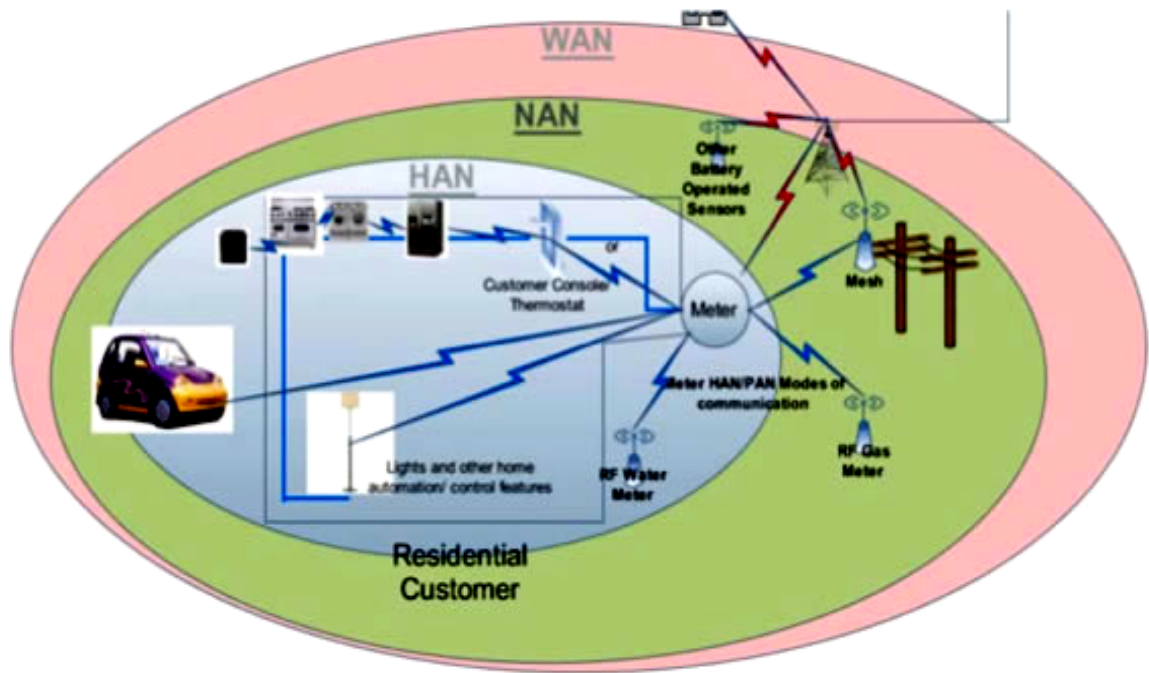 WAN
NAN
HAN
Other
Battery
Operated
Sensors
or
Customer Console/
Thermostat
Meter
Mesh
Meter HAN/PAN Modes of
communication
RF Gas
Meter
RF Water
Meter
Lights and other home
automation/ control features
Residential
Customer